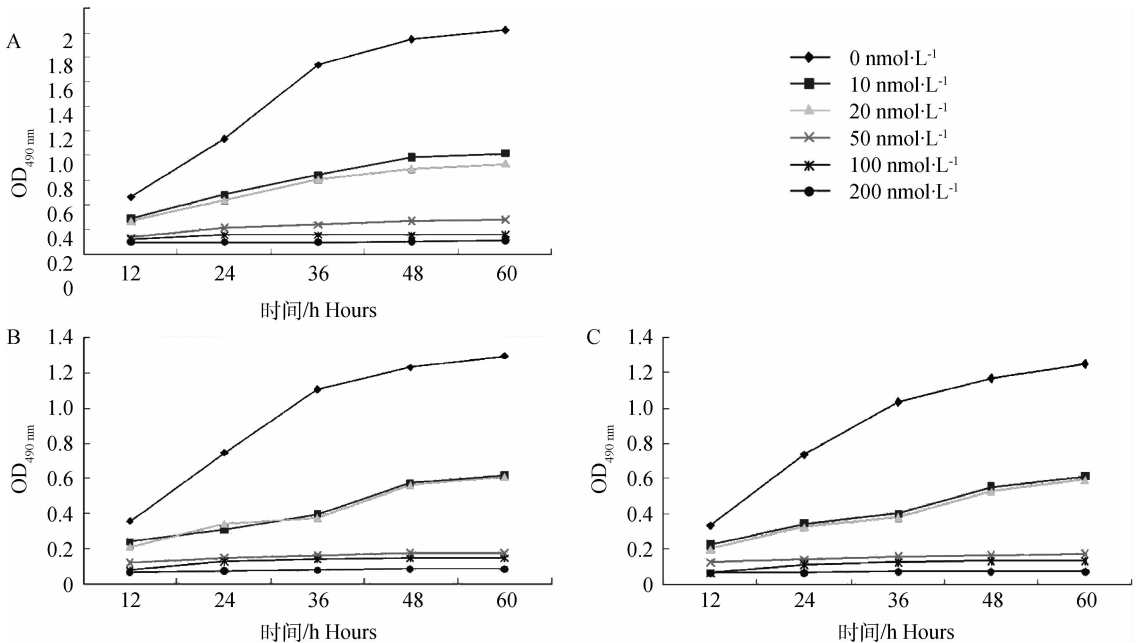 A
2
1.8
1.6
1.4
1.2
1.0
0.8
0.6
0.4
0.2
0
OD490 nm
12 24 36 48 60
时间/h Hours
0 nmol·L-1
10 nmol·L-1
20 nmol·L-1
50 nmol·L-1
100 nmol·L-1
200 nmol·L-1
B
1.4
1.2
1.0
0.8
0.6
0.4
0.2
0
OD490 nm
12 24 36 48 60
时间/h Hours
C
1.4
1.2
1.0
0.8
0.6
0.4
0.2
0
OD490 nm
12 24 36 48 60
时间/h Hours